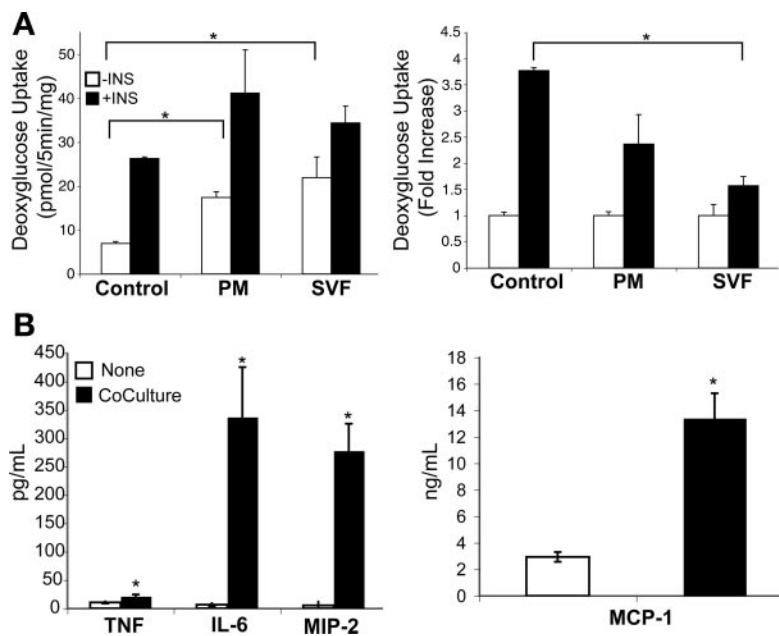 A
Deoxyglucose Uptake
(pmol/5min/mg)
50
40
30
20
10
0
-INS
+INS
*
*
Control PM SVF
Deoxyglucose Uptake
(Fold Increase)
4.5
4
3.5
3
2.5
2
1.5
1
0.5
0
*
Control PM SVF
B
pg/mL
450
400
350
300
250
200
150
100
50
0
None
CoCulture
*
*
*
TNF IL-6 MIP-2
ng/mL
18
16
14
12
10
8
6
4
2
0
*
MCP-1